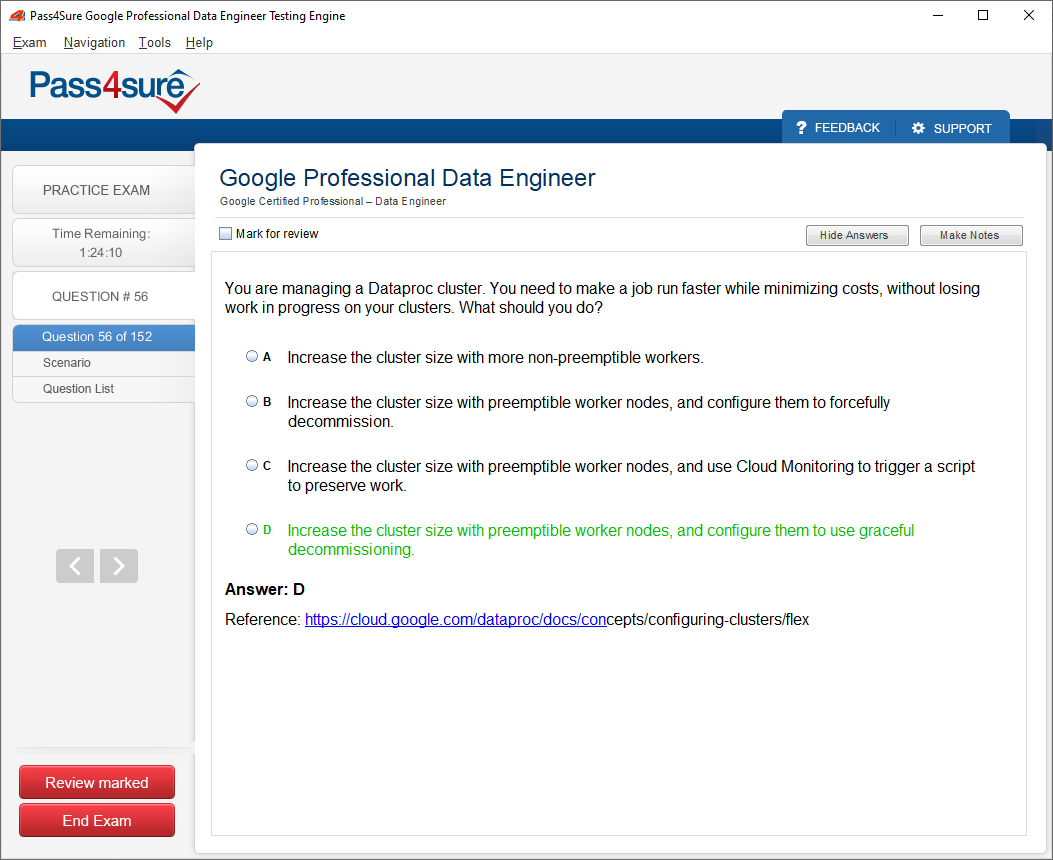 Pass4Sure Google Professional Data Engineer Testing Engine
Exam Navigation Tools Help
Pass4sure
? FEEDBACK SUPPORT
PRACTICE EXAM
Time Remaining:
1:24:10
QUESTION # 56
Question 56 of 152
Scenario
Question List
Google Professional Data Engineer
Google Certified Professional – Data Engineer
Mark for review
Hide Answers Make Notes
You are managing a Dataproc cluster. You need to make a job run faster while minimizing costs, without losing
work in progress on your clusters. What should you do?
A Increase the cluster size with more non-preemptible workers.
B Increase the cluster size with preemptible worker nodes, and configure them to forcefully
decommission.
C Increase the cluster size with preemptible worker nodes, and use Cloud Monitoring to trigger a script
to preserve work.
D Increase the cluster size with preemptible worker nodes, and configure them to use graceful
decommissioning.
Answer: D
Reference: https://cloud.google.com/dataproc/docs/concepts/configuring-clusters/flex
Review marked
End Exam